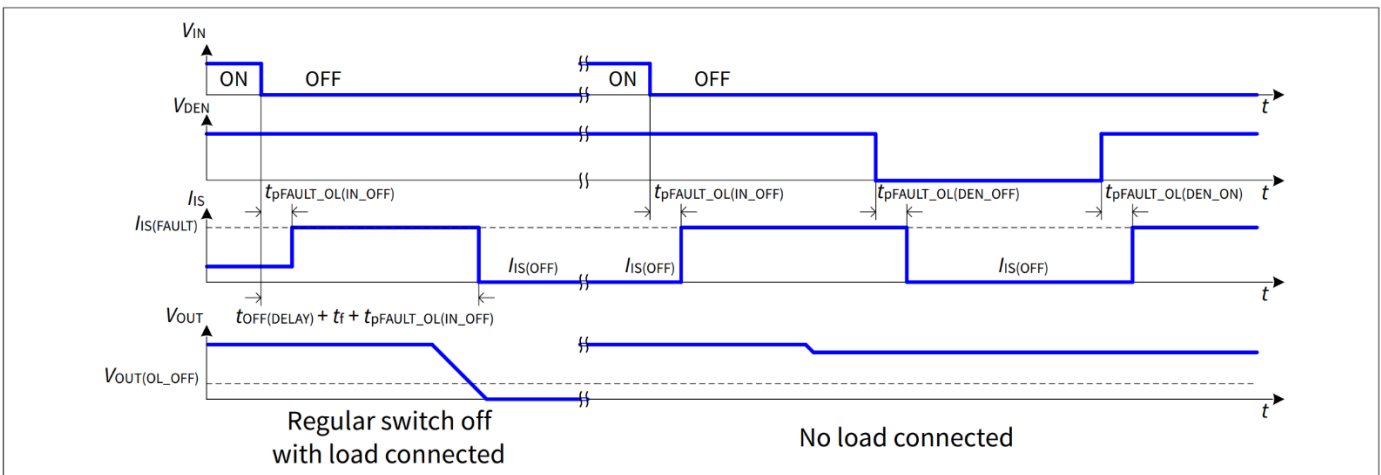 VIN
ON OFF ON OFF
t
VDEN
tpFAULT_OL(IN_OFF) tpFAULT_OL(IN_OFF) tpFAULT_OL(DEN_OFF) tpFAULT_OL(DEN_ON) t
IIS
IIS(FAULT)
IIS(OFF) IIS(OFF) IIS(OFF)
t
VOUT tOFF(DELAY) + tf + tpFAULT_OL(IN_OFF)
VOUT(OL_OFF)
t
Regular switch off
with load connected
No load connected